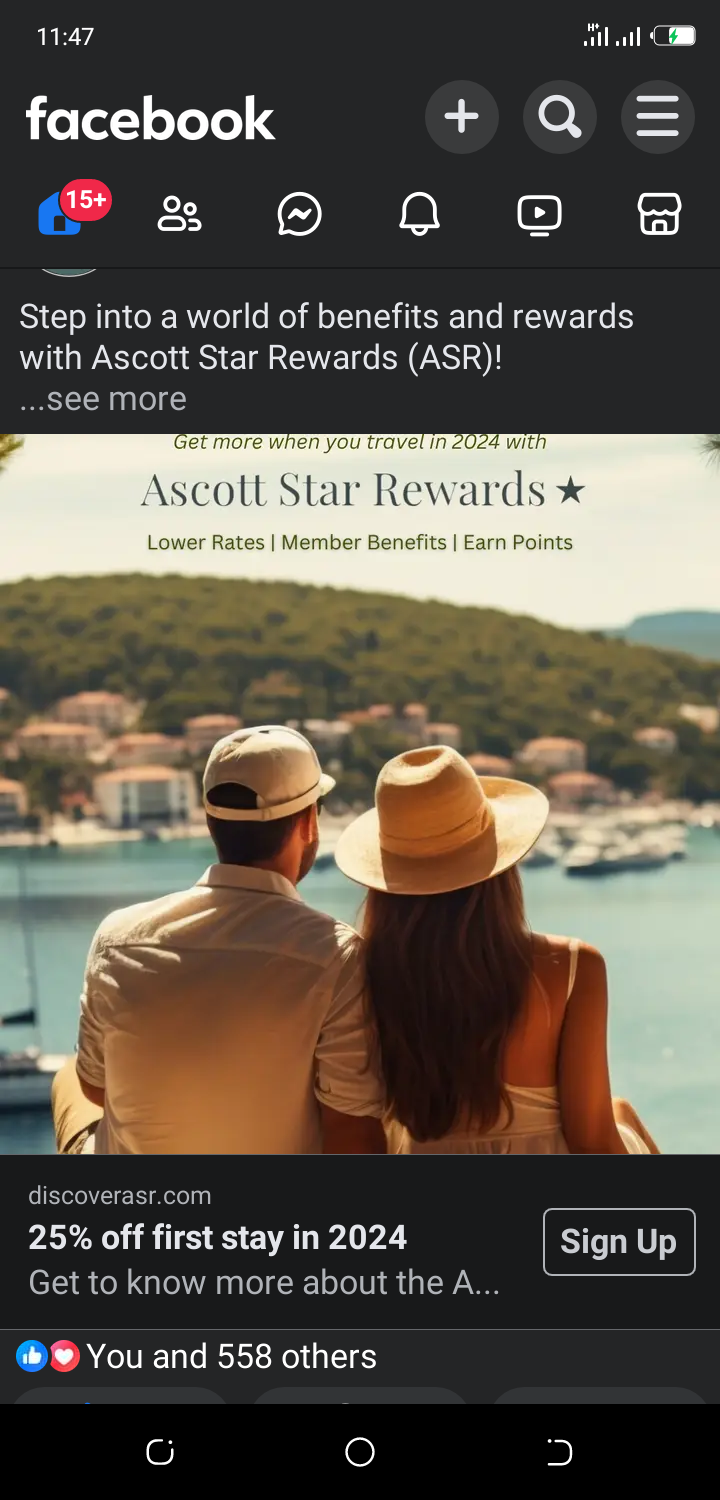 11:47
H+
facebook
15+
Step into a world of benefits and rewards
with Ascott Star Rewards (ASR)!
...see more
Get more when you travel in 2024 with
Ascott Star Rewards ★
Lower Rates | Member Benefits | Earn Points
discoverasr.com
25% off first stay in 2024
Get to know more about the A...
Sign Up
You and 558 others